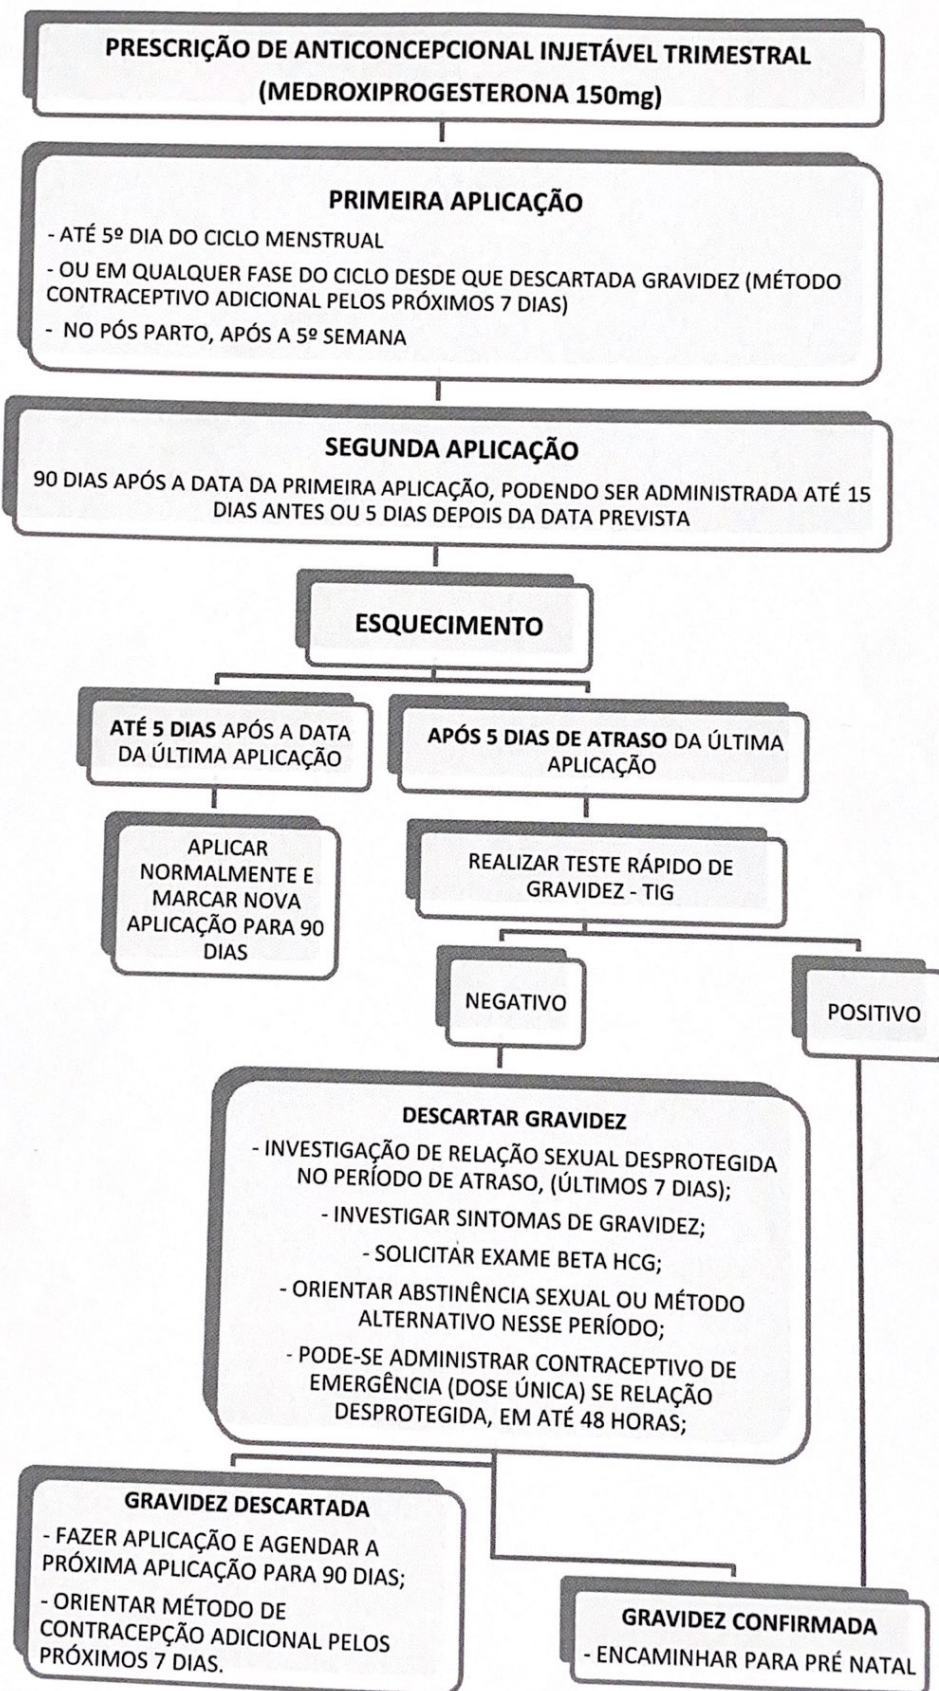 PRESCRIÇÃO DE ANTICONCEPCIONAL INJETÁVEL TRIMESTRAL
(MEDROXIPROGESTERONA 150mg)
PRIMEIRA APLICAÇÃO
- ATÉ 5º DIA DO CICLO MENSTRUAL
- OU EM QUALQUER FASE DO CICLO DESDE QUE DESCARTADA GRAVIDEZ (MÉTODO
CONTRACEPTIVO ADICIONAL PELOS PRÓXIMOS 7 DIAS)
- NO PÓS PARTO, APÓS A 5º SEMANA
SEGUNDA APLICAÇÃO
90 DIAS APÓS A DATA DA PRIMEIRA APLICAÇÃO, PODENDO SER ADMINISTRADA ATÉ 15
DIAS ANTES OU 5 DIAS DEPOIS DA DATA PREVISTA
ESQUECIMENTO
ATÉ 5 DIAS APÓS A DATA
DA ÚLTIMA APLICAÇÃO
APLICAR
NORMALMENTE E
MARCAR NOVA
APLICAÇÃO PARA 90
DIAS
APÓS 5 DIAS DE ATRASO DA ÚLTIMA
APLICAÇÃO
REALIZAR TESTE RÁPIDO DE
GRAVIDEZ - TIG
NEGATIVO
POSITIVO
DESCARTAR GRAVIDEZ
- INVESTIGAÇÃO DE RELAÇÃO SEXUAL DESPROTEGIDA
NO PERÍODO DE ATRASO, (ÚLTIMOS 7 DIAS);
- INVESTIGAR SINTOMAS DE GRAVIDEZ;
- SOLICITAR EXAME BETA HCG;
- ORIENTAR ABSTINÊNCIA SEXUAL OU MÉTODO
ALTERNATIVO NESSE PERÍODO;
- PODE-SE ADMINISTRAR CONTRACEPTIVO DE
EMERGÊNCIA (DOSE ÚNICA) SE RELAÇÃO
DESPROTEGIDA, EM ATÉ 48 HORAS;
GRAVIDEZ DESCARTADA
- FAZER APLICAÇÃO E AGENDAR A
PRÓXIMA APLICAÇÃO PARA 90 DIAS;
- ORIENTAR MÉTODO DE
CONTRACEPÇÃO ADICIONAL PELOS
PRÓXIMOS 7 DIAS.
GRAVIDEZ CONFIRMADA
- ENCAMINHAR PARA PRÉ NATAL